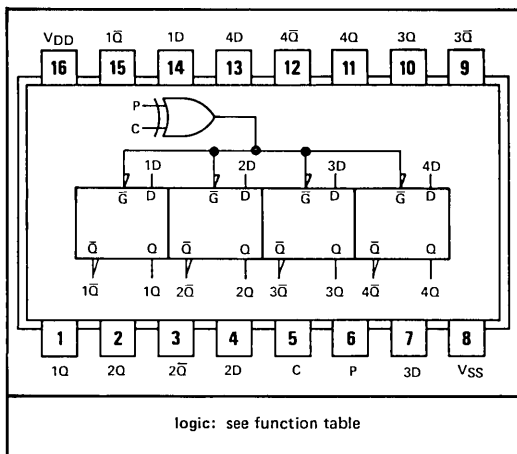 VDD 1Q̅ 1D 4D 4Q̅ 4Q 3Q 3Q̅
16 15 14 13 12 11 10 9
P
C
1D 2D 3D 4D
G̅ D G̅ D G̅ D G̅ D
Q̅ Q Q̅ Q Q̅ Q Q̅ Q
1Q̅ 1Q 2Q̅ 2Q 3Q̅ 3Q 4Q̅ 4Q
1 2 3 4 5 6 7 8
1Q 2Q 2Q̅ 2D C P 3D VSS
logic: see function table